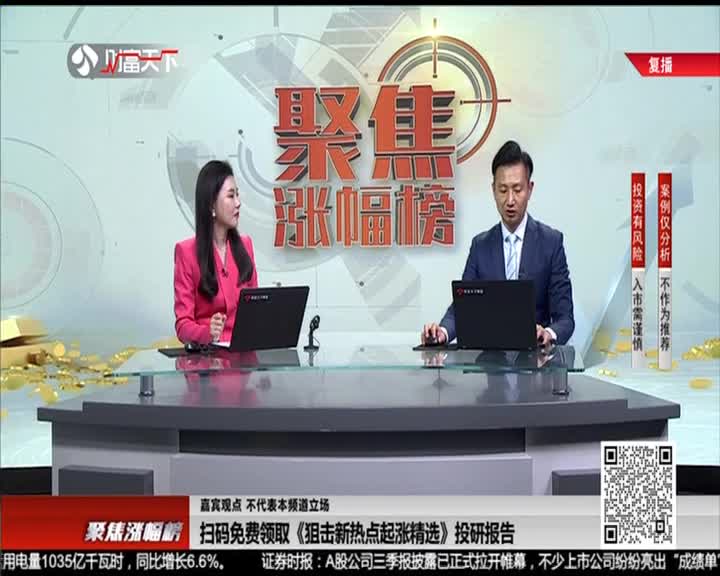 财富天下
复播
聚焦
涨幅榜
案例仅分析 不作为推荐
投资有风险 入市需谨慎
嘉宾观点 不代表本频道立场
扫码免费领取《狙击新热点起涨精选》投研报告
聚焦涨幅榜
用电量1035亿千瓦时，同比增长6.6%。 证券时报：A股公司三季报披露已正式拉开帷幕，不少上市公司纷纷亮出“成绩单